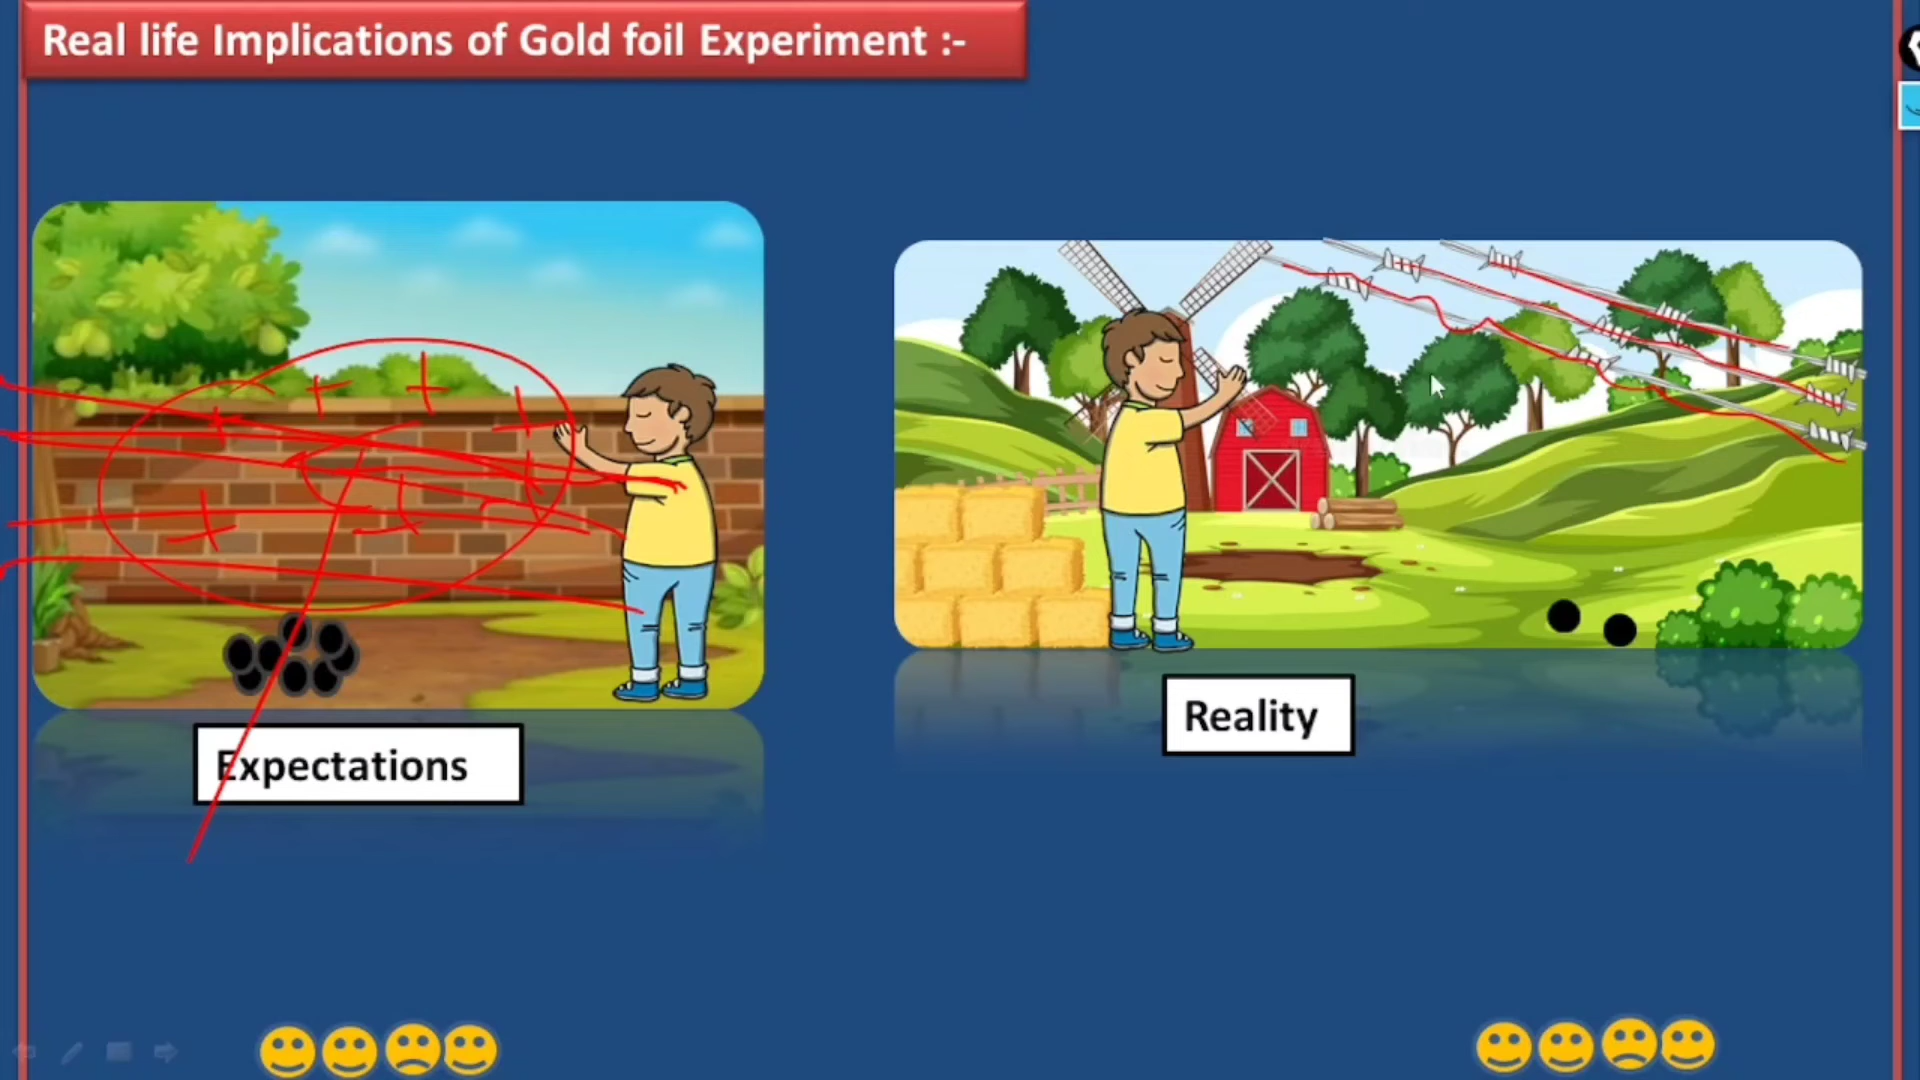 Real life Implications of Gold foil Experiment :-
Expectations
Reality